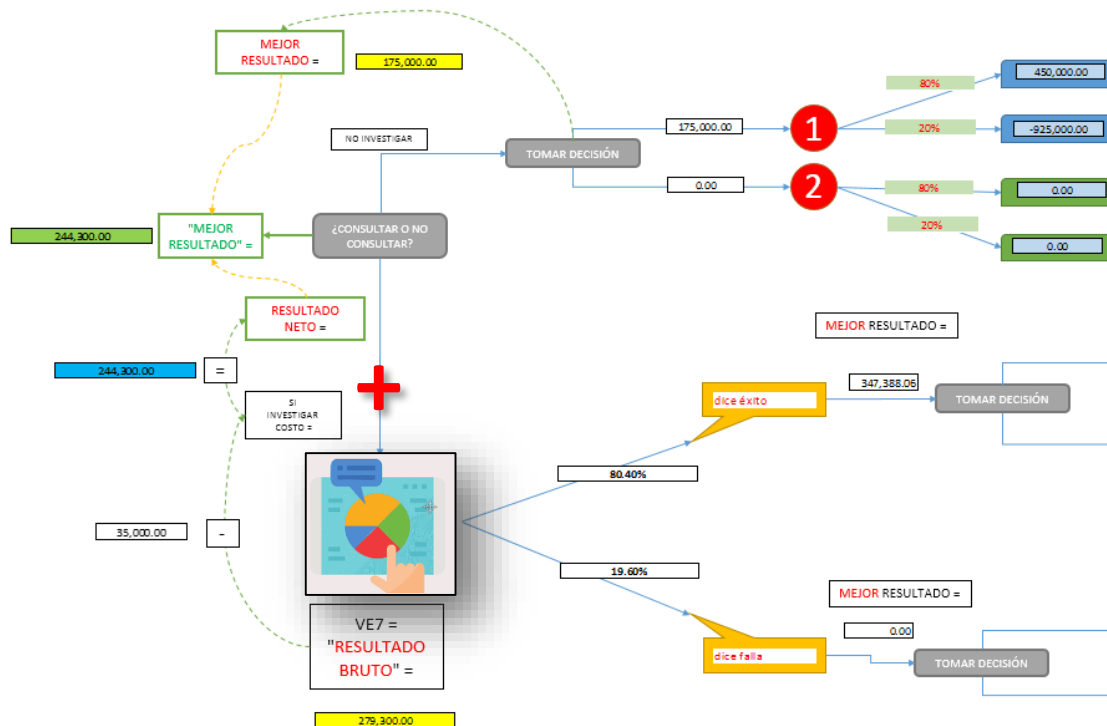 MEJOR
RESULTADO =
175,000.00
80%
450,000.00
NO INVESTIGAR
TOMAR DECISIÓN
175,000.00
1
20%
-925,000.00
0.00
2
80%
0.00
20%
0.00
244,300.00
"MEJOR
RESULTADO" =
¿CONSULTAR O NO
CONSULTAR?
RESULTADO
NETO =
MEJOR RESULTADO =
244,300.00
=
SI
INVESTIGAR
COSTO =
dice éxito
347,388.06
TOMAR DECISIÓN
80.40%
35,000.00
-
19.60%
MEJOR RESULTADO =
VE7 =
"RESULTADO
BRUTO" =
dice falla
0.00
TOMAR DECISIÓN
279,300.00